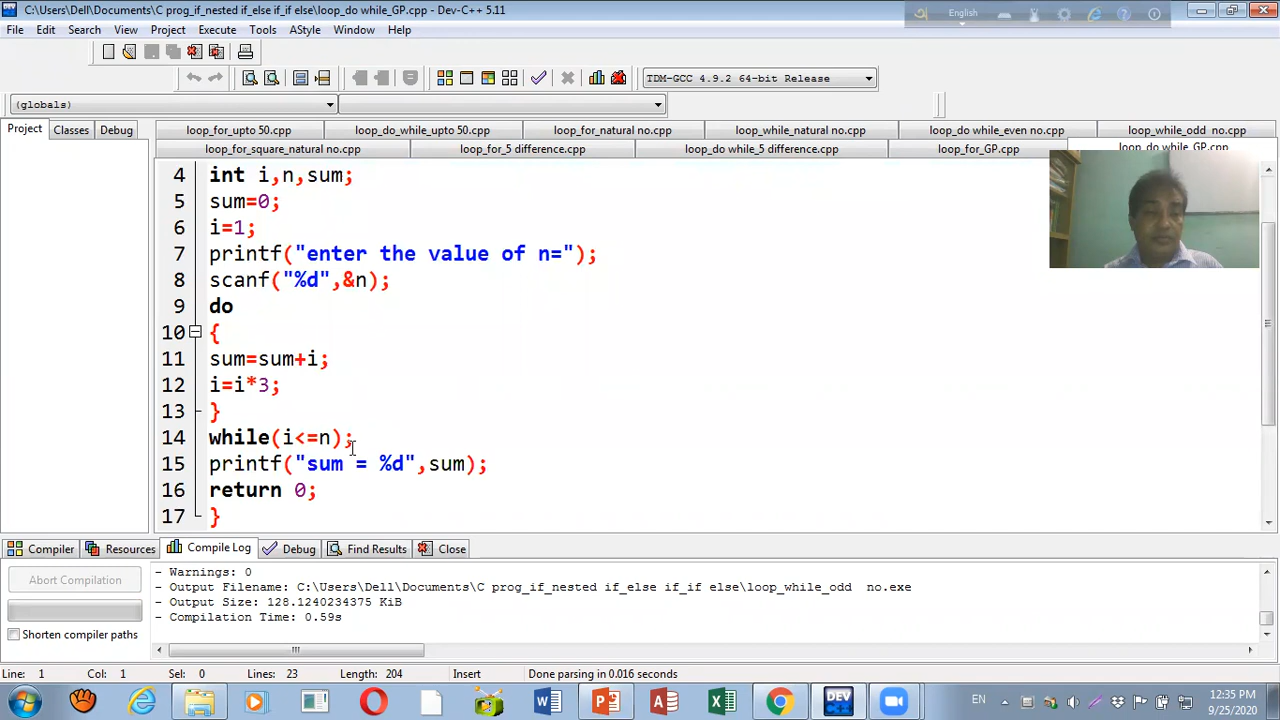 C:\Users\Dell\Documents\C prog_if_nested if_else if_if else\loop_do while_GP.cpp - Dev-C++ 5.11
English
File Edit Search View Project Execute Tools AStyle Window Help
TDM-GCC 4.9.2 64-bit Release
(globals)
Project Classes Debug
loop_for_upto 50.cpp loop_do_while_upto 50.cpp loop_for_natural no.cpp loop_while_natural no.cpp loop_do while_even no.cpp loop_while_odd no.cpp
loop_for_square_natural no.cpp loop_for_5 difference.cpp loop_do while_5 difference.cpp loop_for_GP.cpp loop_do while_GP.cpp
4 int i,n,sum;
5 sum=0;
6 i=1;
7 printf("enter the value of n=");
8 scanf("%d",&n);
9 do
10 {
11 sum=sum+i;
12 i=i*3;
13 }
14 while(i<=n);
15 printf("sum = %d",sum);
16 return 0;
17 }
Compiler Resources Compile Log Debug Find Results Close
Abort Compilation
Shorten compiler paths
- Warnings: 0
- Output Filename: C:\Users\Dell\Documents\C prog_if_nested if_else if_if else\loop_while_odd no.exe
- Output Size: 128.1240234375 KiB
- Compilation Time: 0.59s
Line: 1 Col: 1 Sel: 0 Lines: 23 Length: 204 Insert Done parsing in 0.016 seconds
DEV
EN
12:35 PM
9/25/2020